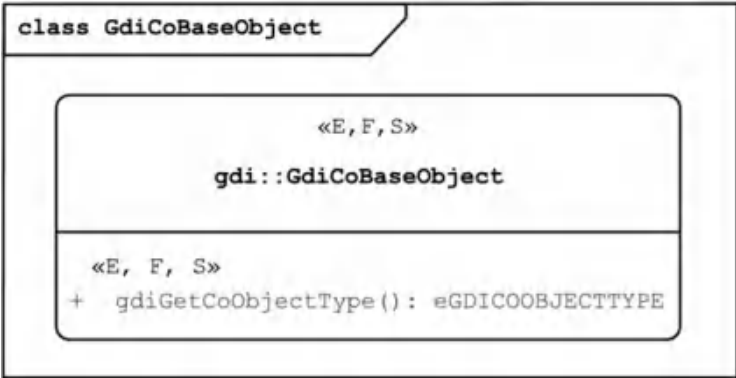 class GdiCoBaseObject
«E,F,S»
gdi::GdiCoBaseObject
«E, F, S»
+ gdiGetCoObjectType(): eGDICOOBJECTTYPE